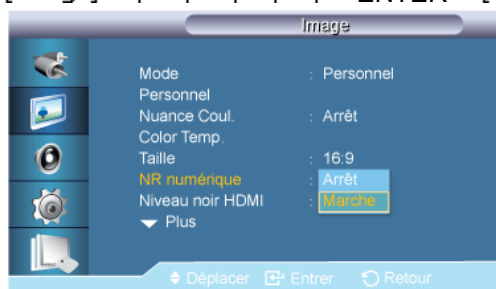 Image
Mode : Personnel
Personnel
Nuance Coul. : Arrêt
Color Temp.
Taille : 16:9
NR numérique : Arrêt
Niveau noir HDMI : Marche
Plus
Déplacer Entrer Retour